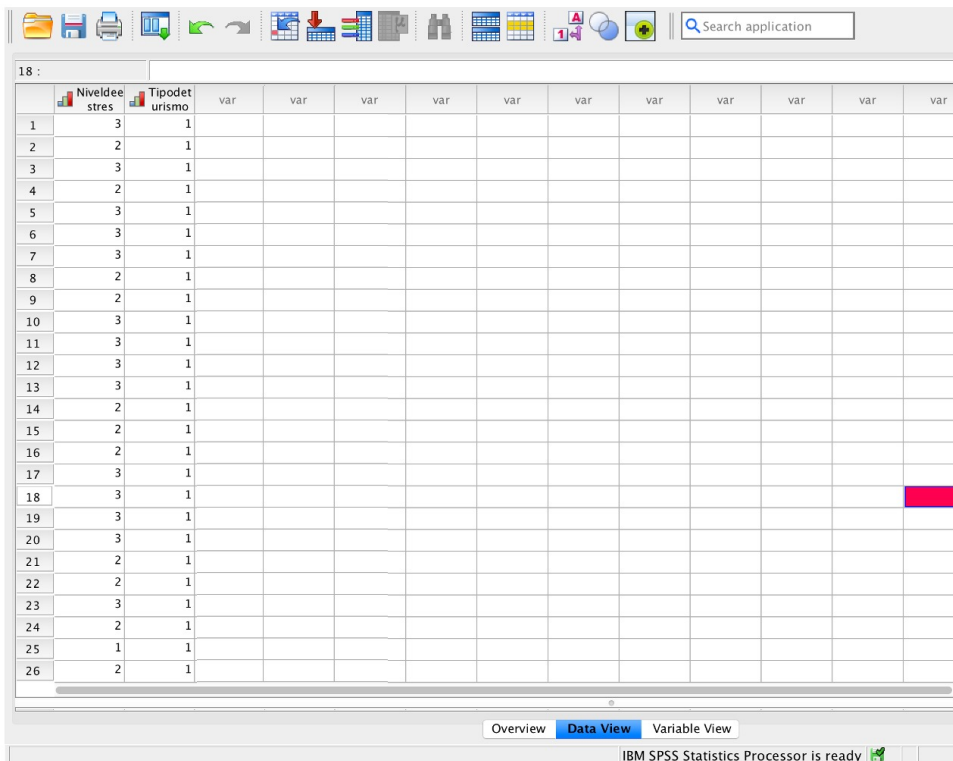 Search application
18 :
Niveldee
stres
Tipodet
urismo
var var var var var var var var var var var
1 3 1
2 2 1
3 3 1
4 2 1
5 3 1
6 3 1
7 3 1
8 2 1
9 2 1
10 3 1
11 3 1
12 3 1
13 3 1
14 2 1
15 2 1
16 2 1
17 3 1
18 3 1
19 3 1
20 3 1
21 2 1
22 2 1
23 3 1
24 2 1
25 1 1
26 2 1
Overview Data View Variable View
IBM SPSS Statistics Processor is ready